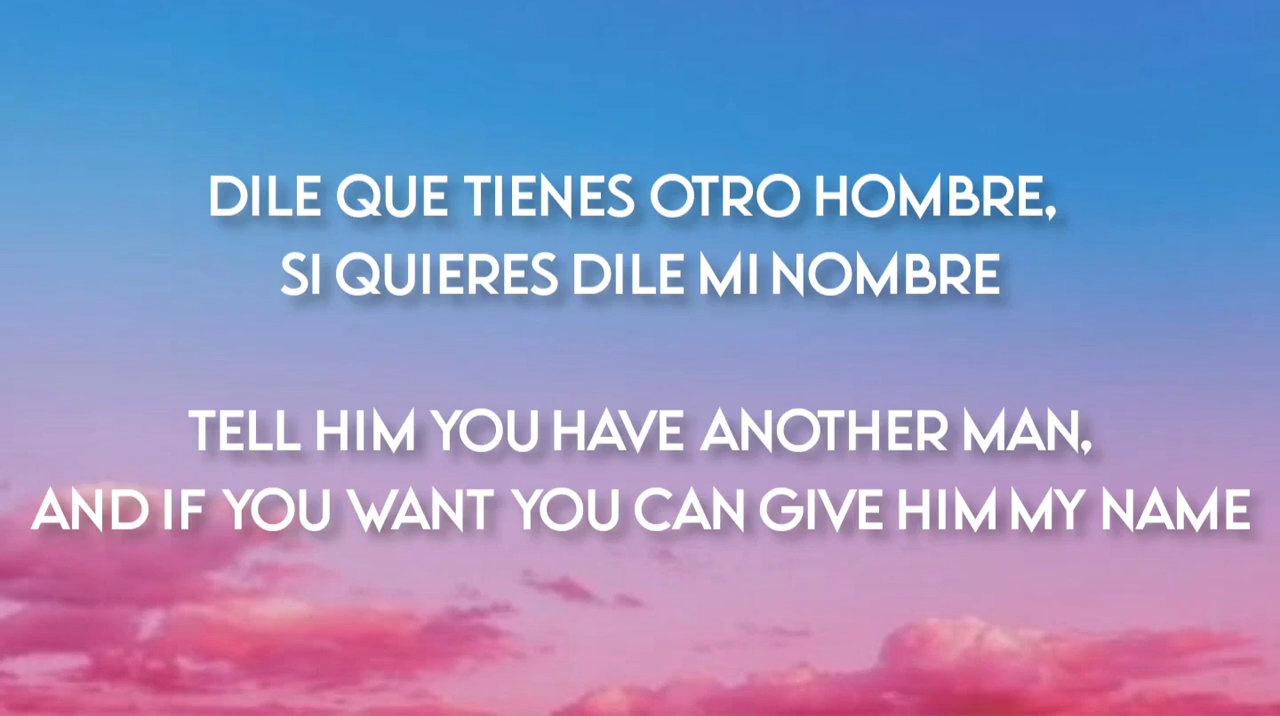 DILE QUE TIENES OTRO HOMBRE,
SI QUIERES DILE MI NOMBRE
TELL HIM YOU HAVE ANOTHER MAN,
AND IF YOU WANT YOU CAN GIVE HIM MY NAME